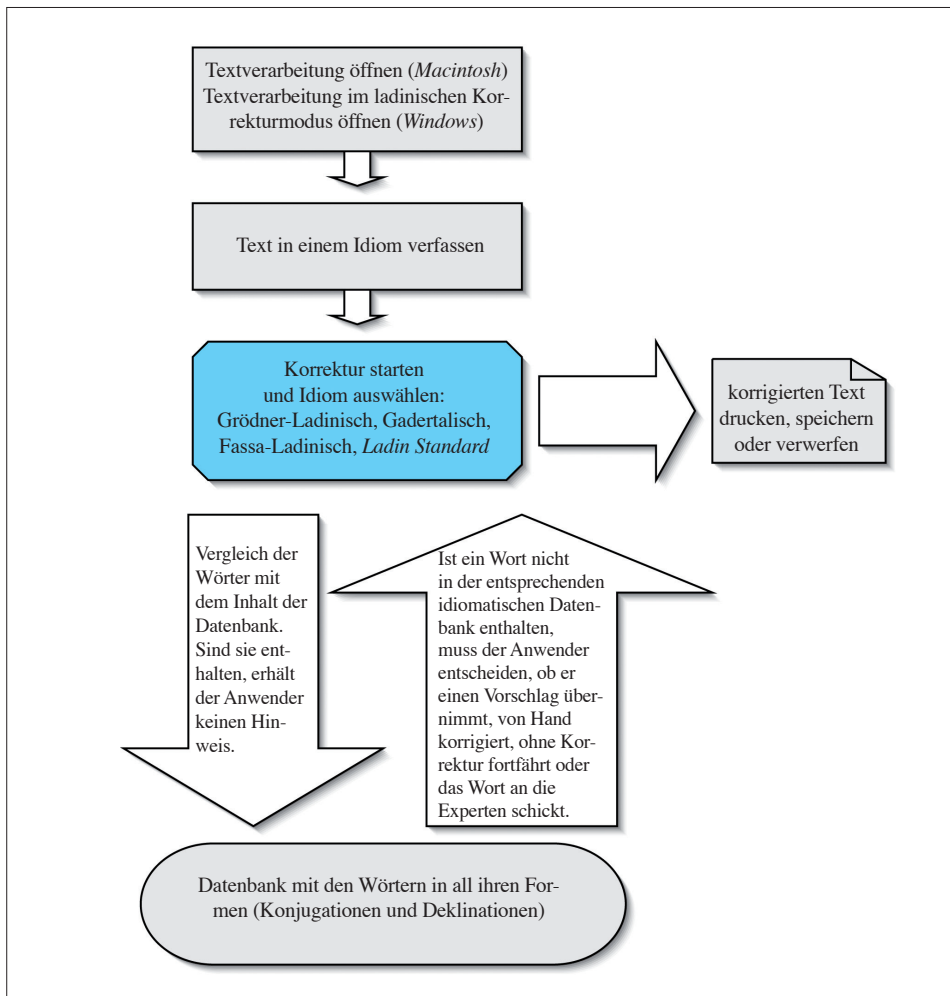 Textverarbeitung öffnen (Macintosh)
Textverarbeitung im ladinischen Kor-
rekturmodus öffnen (Windows)
Text in einem Idiom verfassen
Korrektur starten
und Idiom auswählen:
Grödner-Ladinisch, Gadertalisch,
Fassa-Ladinisch, Ladin Standard
korrigierten Text
drucken, speichern
oder verwerfen
Vergleich der
Wörter mit
dem Inhalt der
Datenbank.
Sind sie ent-
halten, erhält
der Anwender
keinen Hin-
weis.
Ist ein Wort nicht
in der entsprechenden
idiomatischen Daten-
bank enthalten,
muss der Anwender
entscheiden, ob er
einen Vorschlag über-
nimmt, von Hand
korrigiert, ohne Kor-
rektur fortfährt oder
das Wort an die
Experten schickt.
Datenbank mit den Wörtern in all ihren For-
men (Konjugationen und Deklinationen)